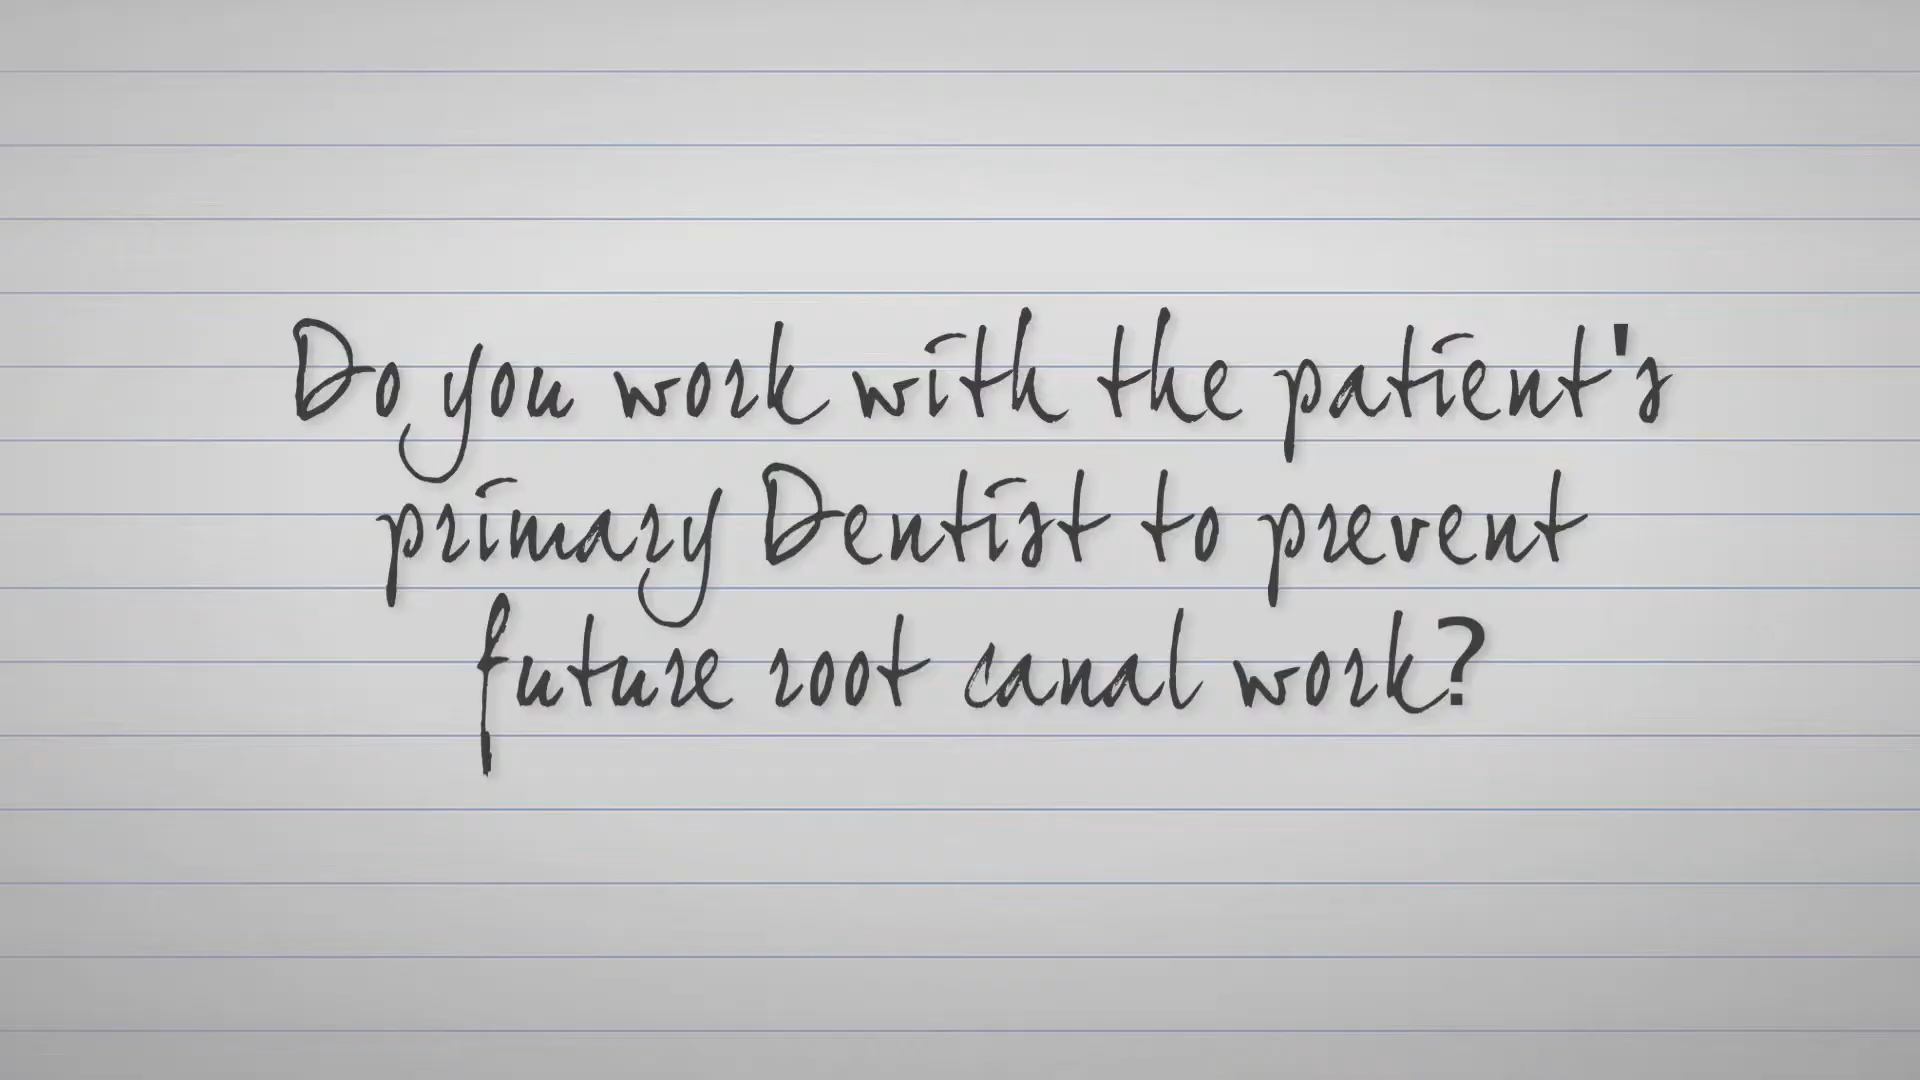 Do you work with the patient's
primary Dentist to prevent
future root canal work?